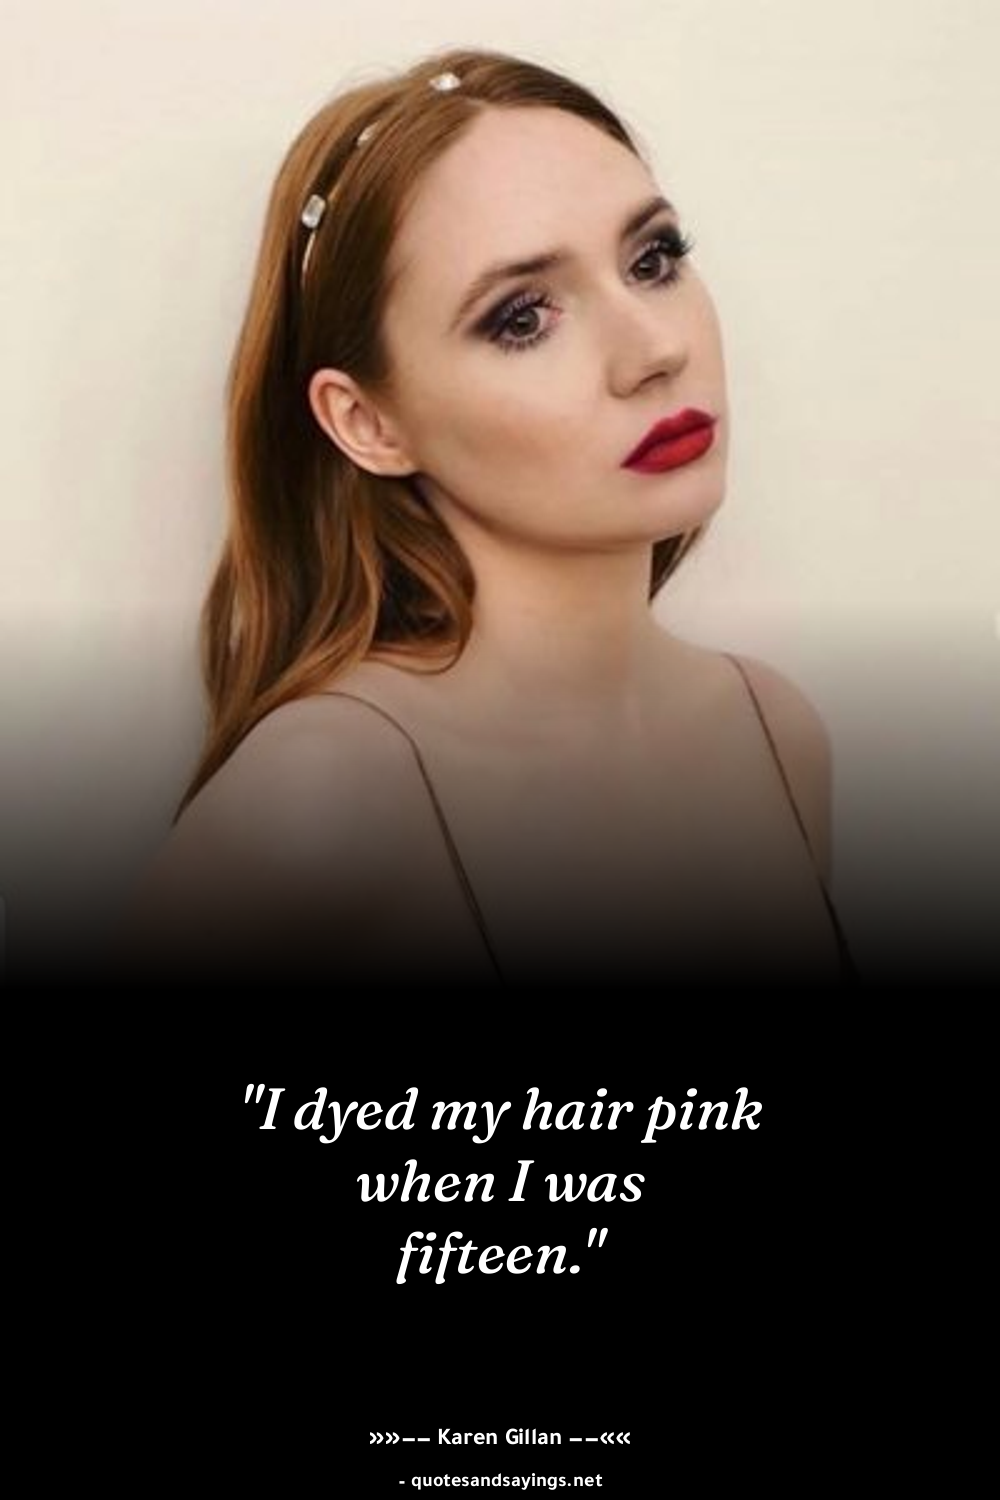 "I dyed my hair pink
when I was
fifteen."
»»—— Karen Gillan ——««
- quotesandsayings.net